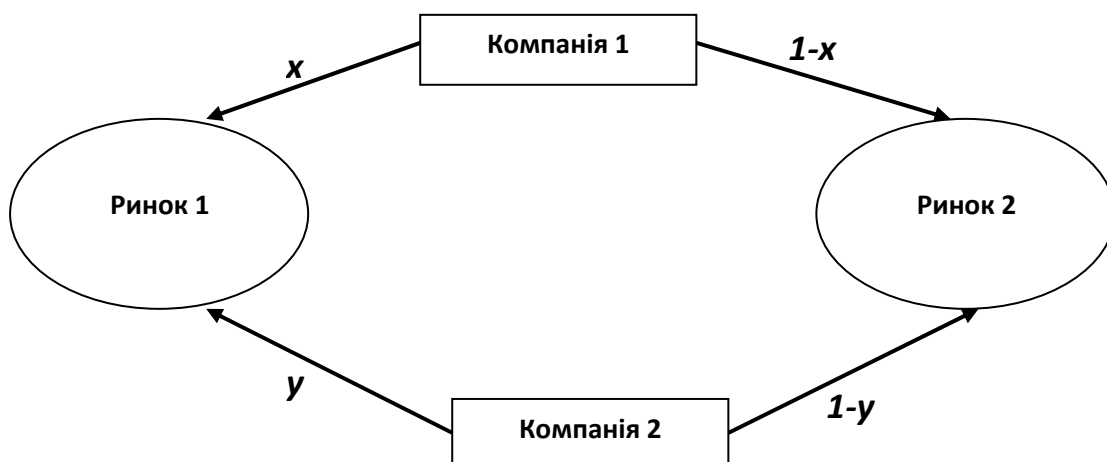 Компанія 1
x
1-x
Ринок 1
Ринок 2
y
1-y
Компанія 2